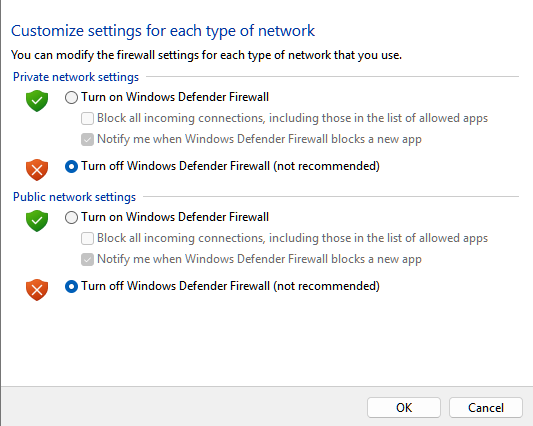 Customize settings for each type of network
You can modify the firewall settings for each type of network that you use.
Private network settings
Turn on Windows Defender Firewall
Block all incoming connections, including those in the list of allowed apps
Notify me when Windows Defender Firewall blocks a new app
Turn off Windows Defender Firewall (not recommended)
Public network settings
Turn on Windows Defender Firewall
Block all incoming connections, including those in the list of allowed apps
Notify me when Windows Defender Firewall blocks a new app
Turn off Windows Defender Firewall (not recommended)
OK
Cancel